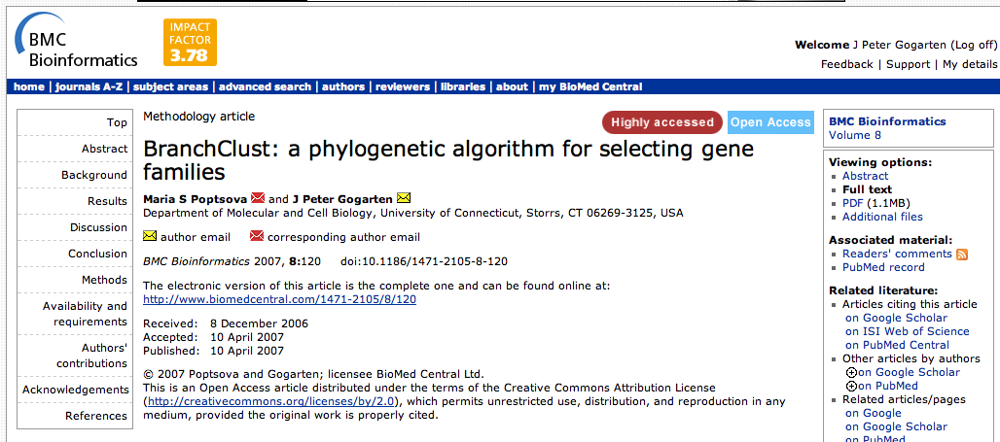 BMC
Bioinformatics
IMPACT
FACTOR
3.78
Welcome J Peter Gogarten (Log off)
Feedback | Support | My details
home | journals A-Z | subject areas | advanced search | authors | reviewers | libraries | about | my BioMed Central
Top
Abstract
Background
Results
Discussion
Conclusion
Methods
Availability and
requirements
Authors'
contributions
Acknowledgements
References
Methodology article
Highly accessed
Open Access
BranchClust: a phylogenetic algorithm for selecting gene
families
Maria S Poptsova and J Peter Gogarten
Department of Molecular and Cell Biology, University of Connecticut, Storrs, CT 06269-3125, USA
author email corresponding author email
BMC Bioinformatics 2007, 8:120 doi:10.1186/1471-2105-8-120
The electronic version of this article is the complete one and can be found online at:
http://www.biomedcentral.com/1471-2105/8/120
Received: 8 December 2006
Accepted: 10 April 2007
Published: 10 April 2007
© 2007 Poptsova and Gogarten; licensee BioMed Central Ltd.
This is an Open Access article distributed under the terms of the Creative Commons Attribution License
(http://creativecommons.org/licenses/by/2.0), which permits unrestricted use, distribution, and reproduction in any
medium, provided the original work is properly cited.
BMC Bioinformatics
Volume 8
Viewing options:
Abstract
Full text
PDF (1.1MB)
Additional files
Associated material:
Readers' comments
PubMed record
Related literature:
Articles citing this article
on Google Scholar
on ISI Web of Science
on PubMed Central
Other articles by authors
on Google Scholar
on PubMed
Related articles/pages
on Google
on Google Scholar
on PubMed